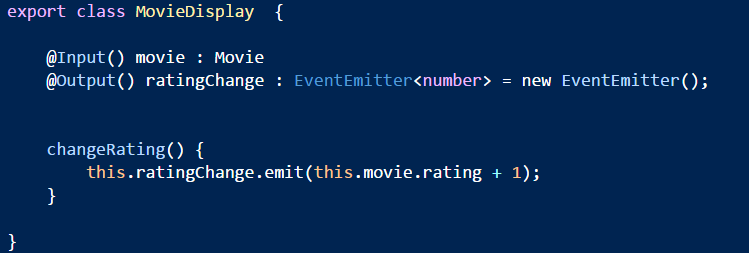 export class MovieDisplay {
@Input() movie : Movie
@Output() ratingChange : EventEmitter<number> = new EventEmitter();
changeRating() {
this.ratingChange.emit(this.movie.rating + 1);
}
}